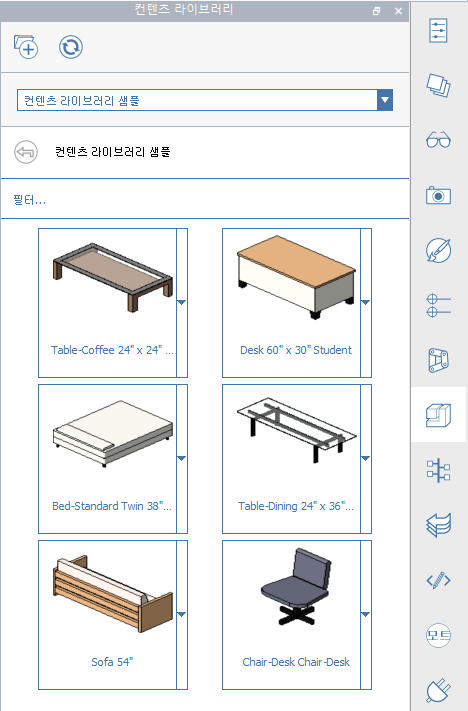 컨텐츠 라이브러리
컨텐츠 라이브러리 샘플
컨텐츠 라이브러리 샘플
필터...
Table-Coffee 24" x 24" ...
Desk 60" x 30" Student
Bed-Standard Twin 38"...
Table-Dining 24" x 36"...
Sofa 54"
Chair-Desk Chair-Desk
모드